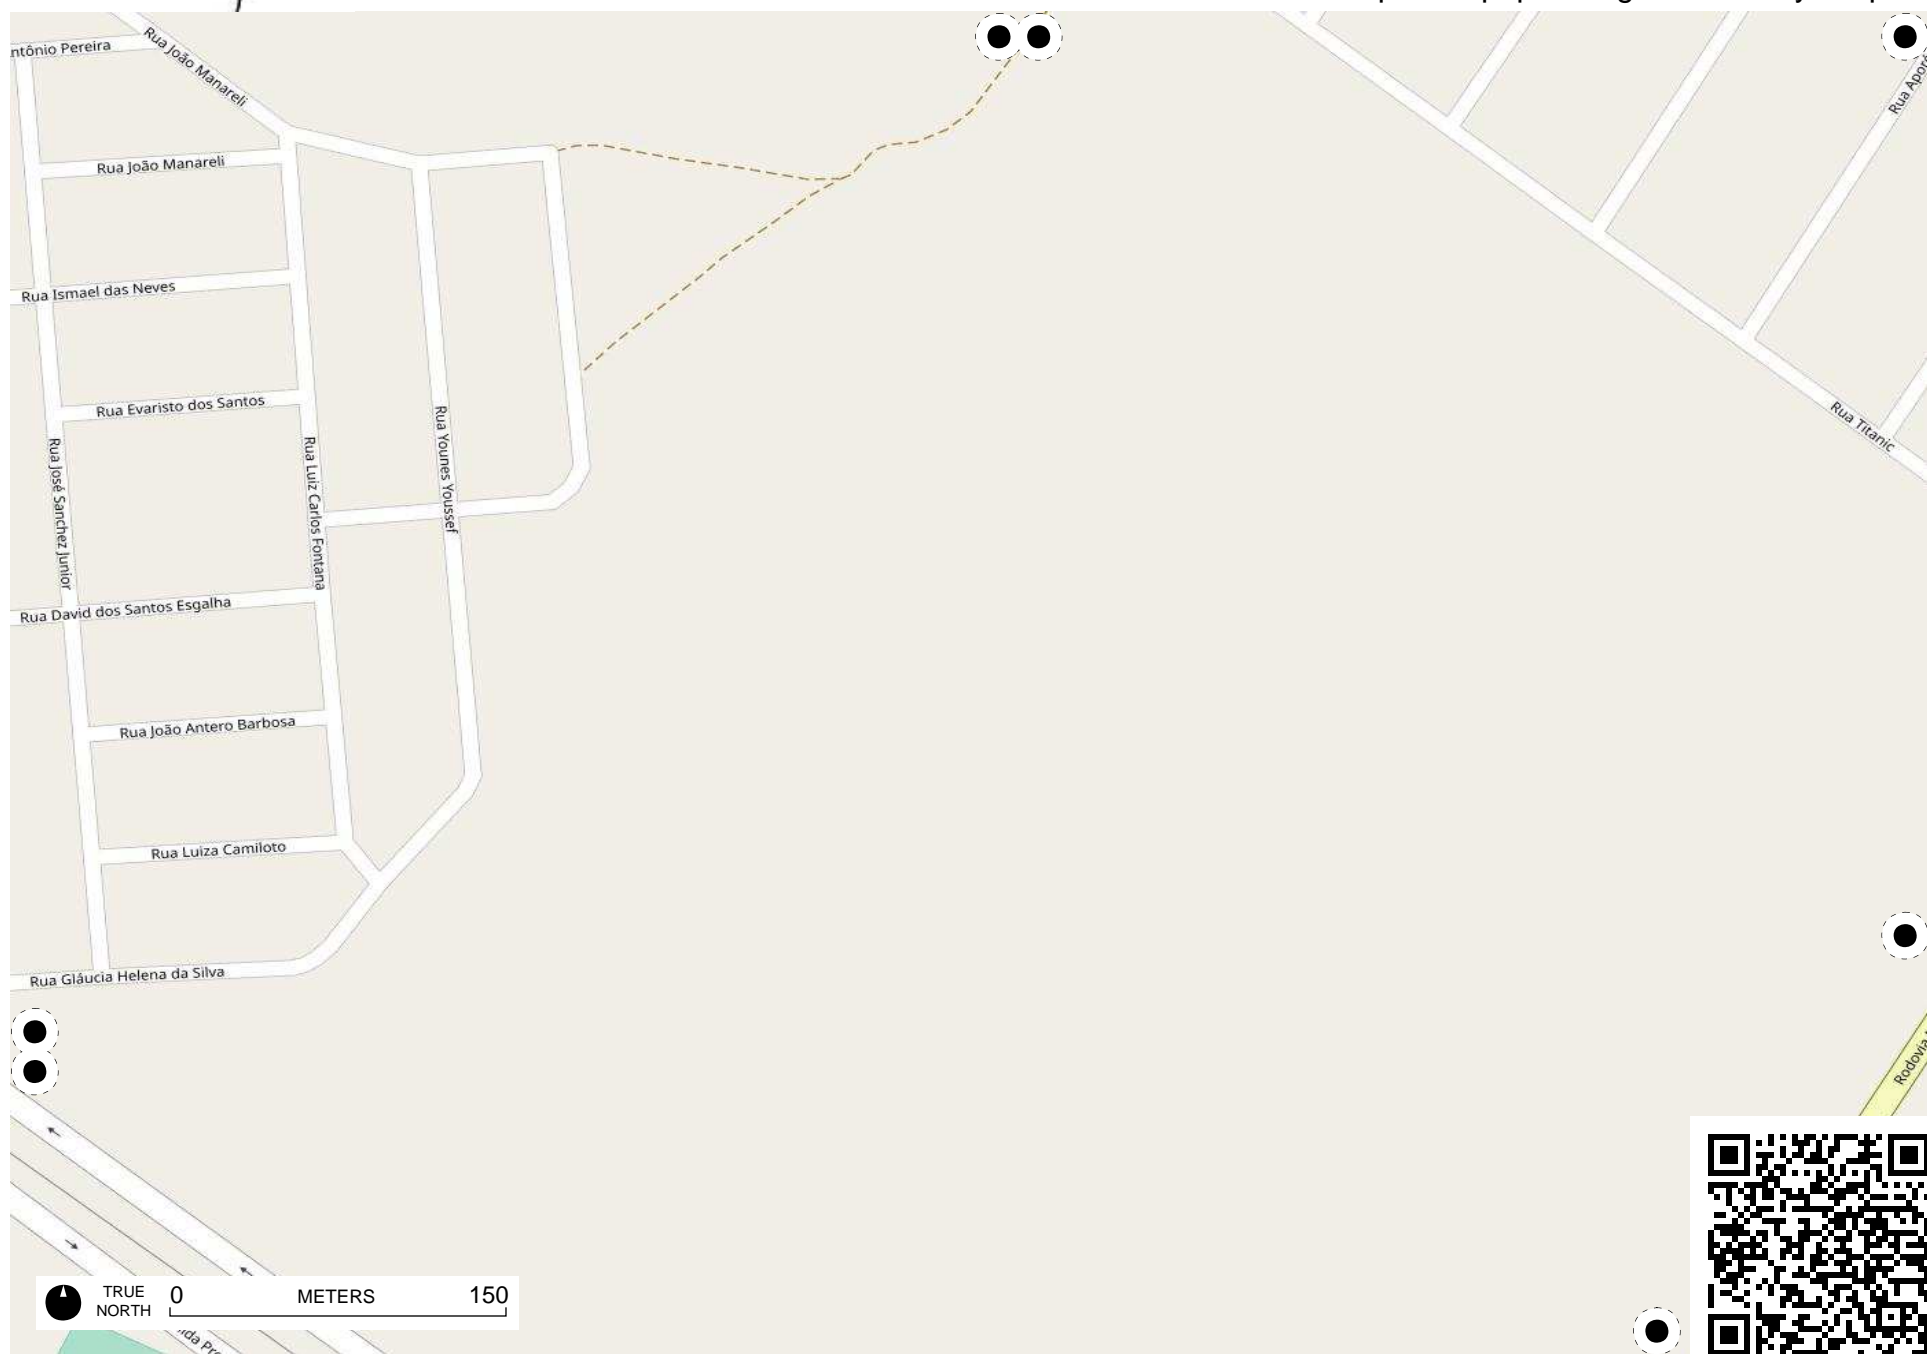 Rua João Manareli
Rua João Manareli
Rua Ismael das Neves
Rua Evaristo dos Santos
Rua José Sanchez Junior
Rua Luiz Carlos Fontana
Rua Younes Youssef
Rua Titanic
Rua David dos Santos Esgalha
Rua João Antero Barbosa
Rua Luiza Camiloto
Rua Gláucia Helena da Silva
Rodovia
TRUE NORTH
0 METERS 150